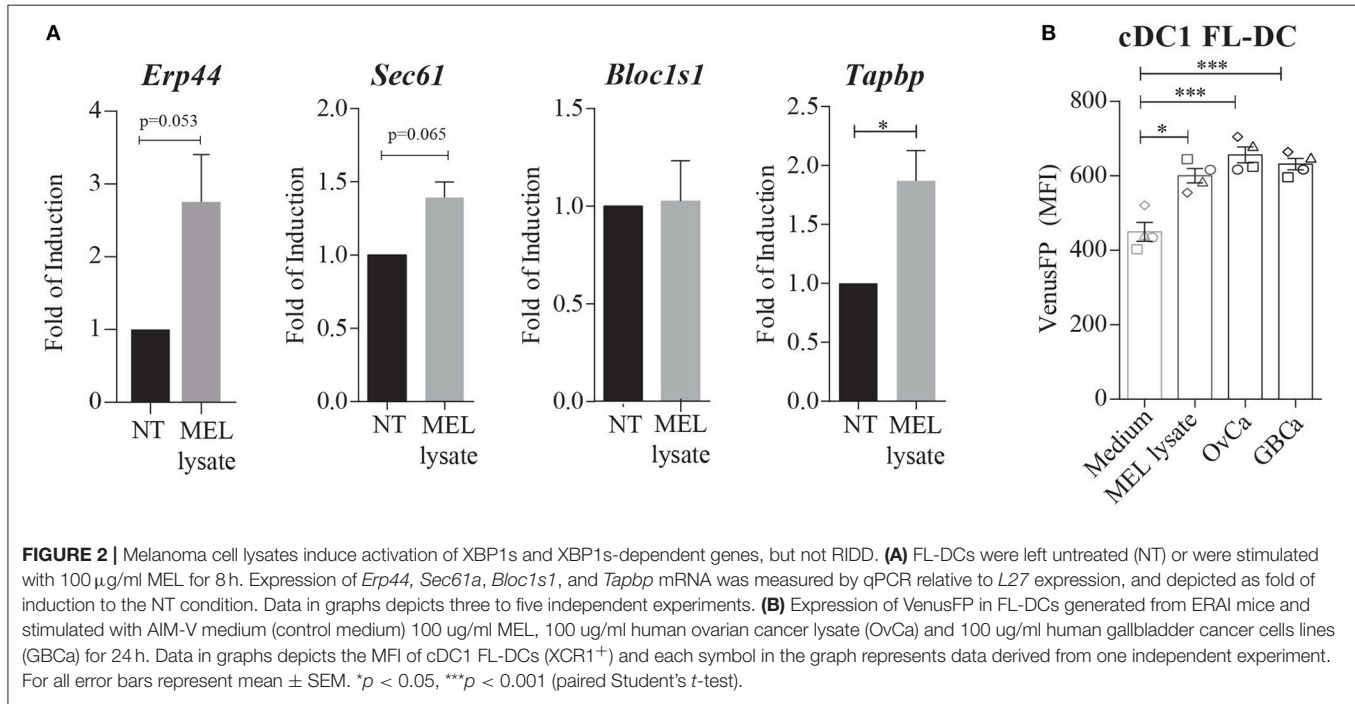 A
B
cDC1 FL-DC
Erp44
Sec61
Bloc1s1
Tapbp
Fold of Induction
4
3
2
1
0
p=0.053
NT
MEL
lysate
Fold of Induction
2.0
1.5
1.0
0.5
0.0
p=0.065
NT
MEL
lysate
Fold of Induction
1.5
1.0
0.5
0.0
NT
MEL
lysate
Fold of Induction
2.5
2.0
1.5
1.0
0.5
0.0
*
NT
MEL
lysate
VenusFP (MFI)
800
600
400
200
0
***
***
*
Medium
MEL lysate
OvCa
GBCa
FIGURE 2 | Melanoma cell lysates induce activation of XBP1s and XBP1s-dependent genes, but not RIDD. (A) FL-DCs were left untreated (NT) or were stimulated
with 100 μg/ml MEL for 8 h. Expression of Erp44, Sec61a, Bloc1s1, and Tapbp mRNA was measured by qPCR relative to L27 expression, and depicted as fold of
induction to the NT condition. Data in graphs depicts three to five independent experiments. (B) Expression of VenusFP in FL-DCs generated from ERAI mice and
stimulated with AIM-V medium (control medium) 100 ug/ml MEL, 100 ug/ml human ovarian cancer lysate (OvCa) and 100 ug/ml human gallbladder cancer cells lines
(GBCa) for 24 h. Data in graphs depicts the MFI of cDC1 FL-DCs (XCR1+) and each symbol in the graph represents data derived from one independent experiment.
For all error bars represent mean ± SEM. *p < 0.05, ***p < 0.001 (paired Student's t-test).